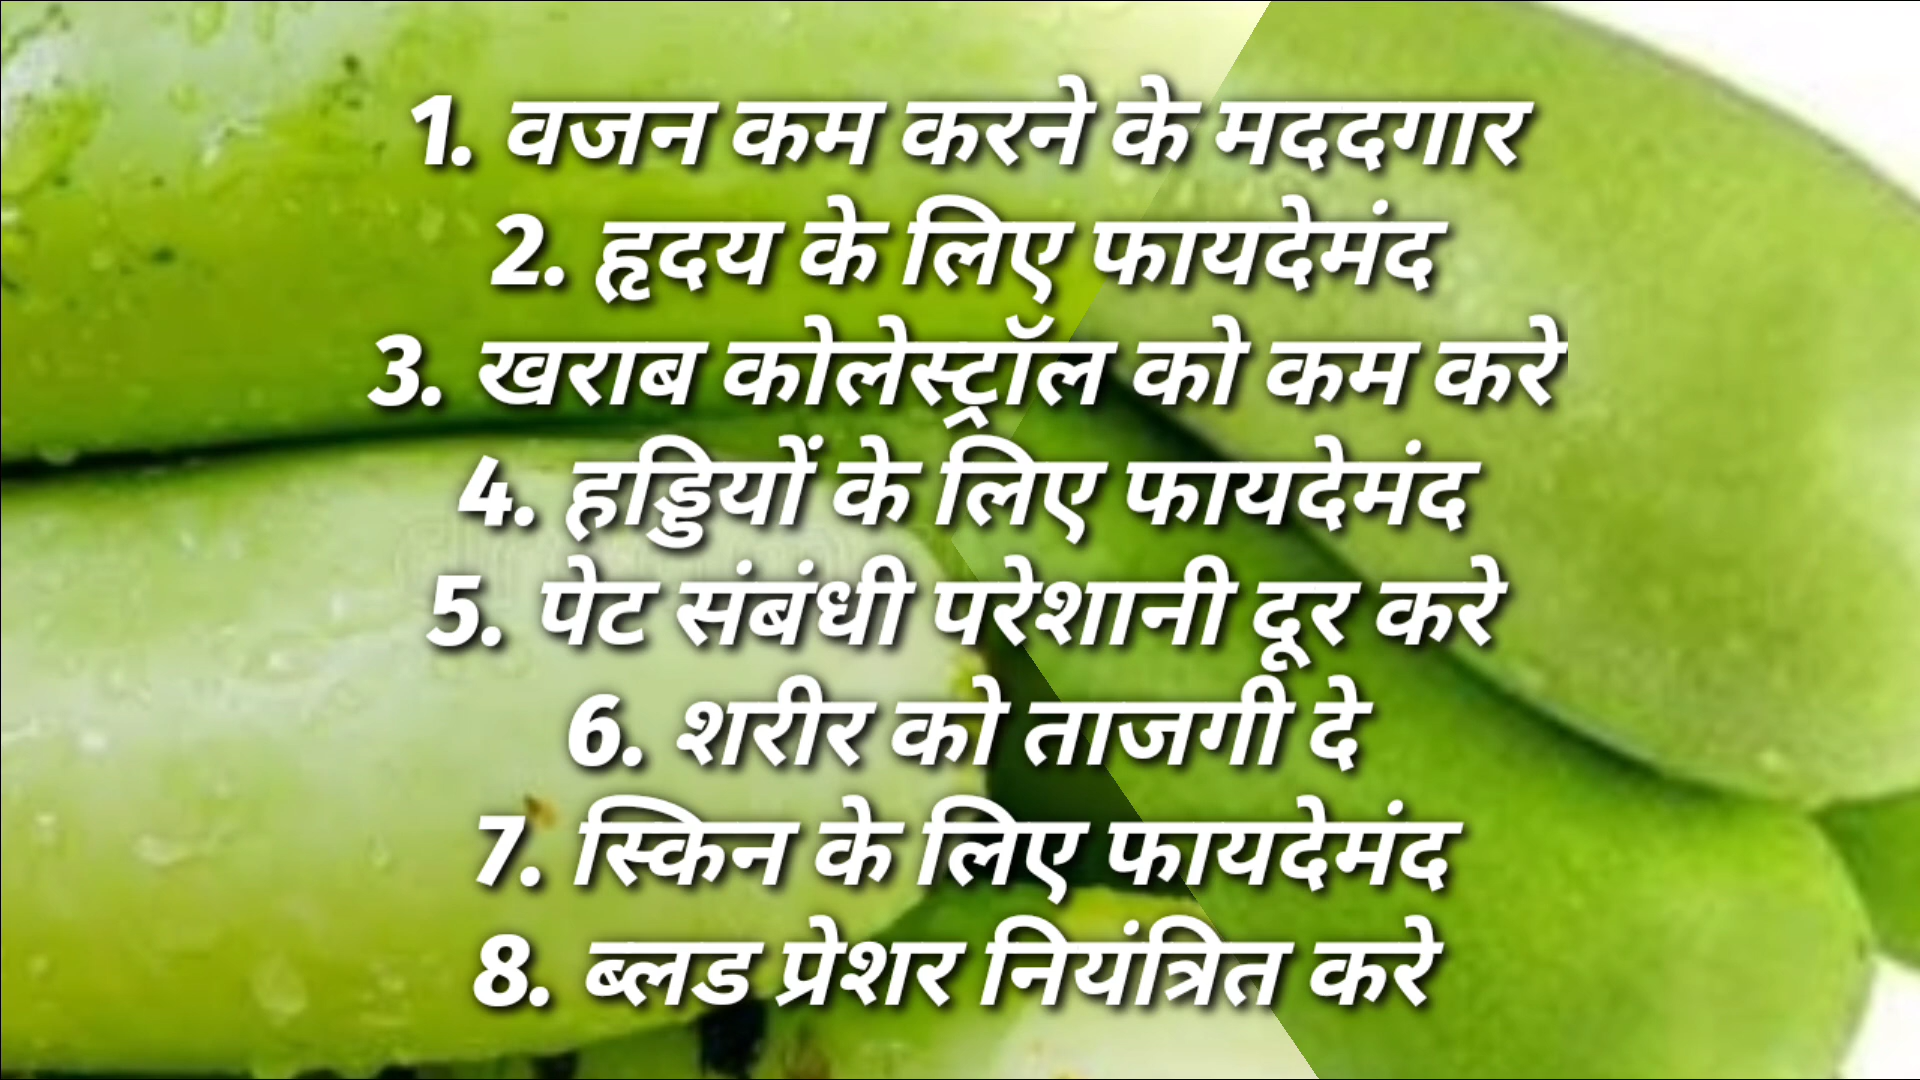 1. वजन कम करने के मददगार
2. हृदय के लिए फायदेमंद
3. खराब कोलेस्ट्रॉल को कम करे
4. हड्डियों के लिए फायदेमंद
5. पेट संबंधी परेशानी दूर करे
6. शरीर को ताजगी दे
7. स्किन के लिए फायदेमंद
8. ब्लड प्रेशर नियंत्रित करे